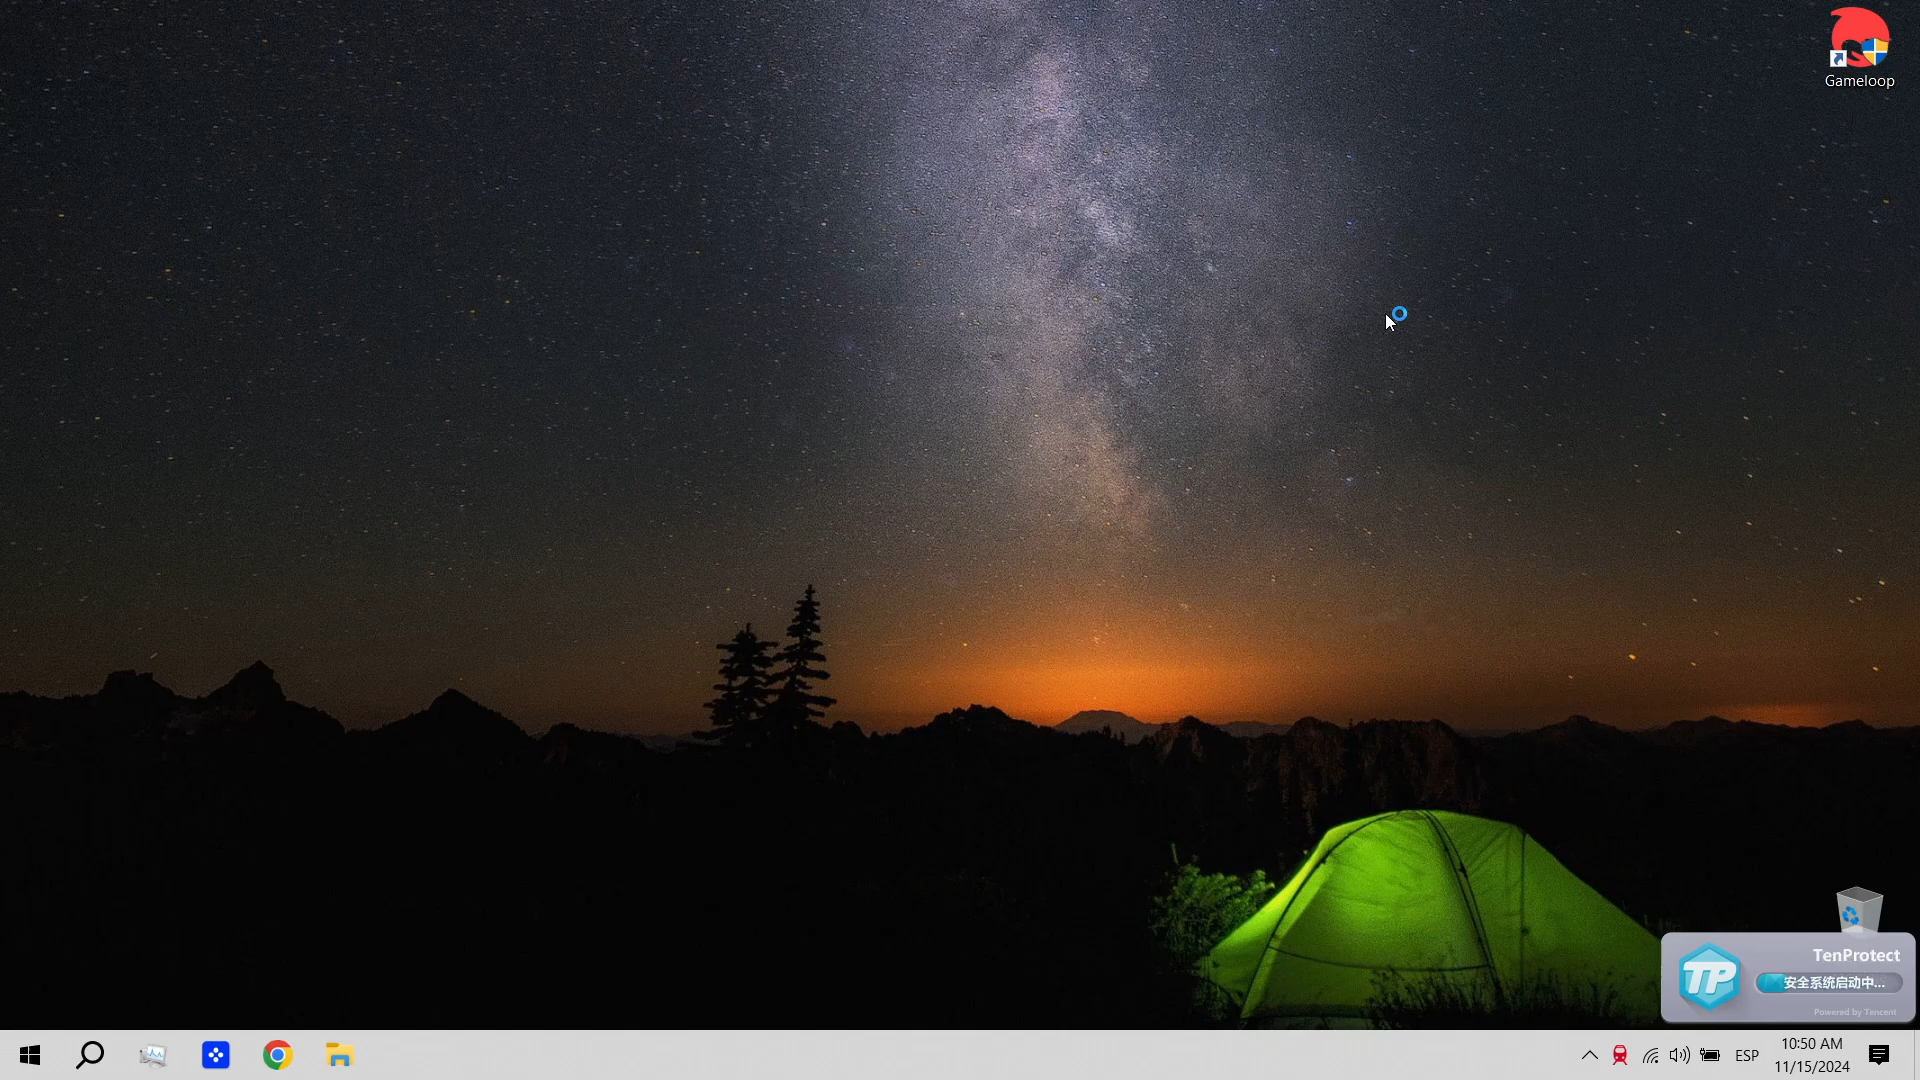 Gameloop
TP
TenProtect
安全系统启动中...
Powered by Tencent
ESP
10:50 AM
11/15/2024